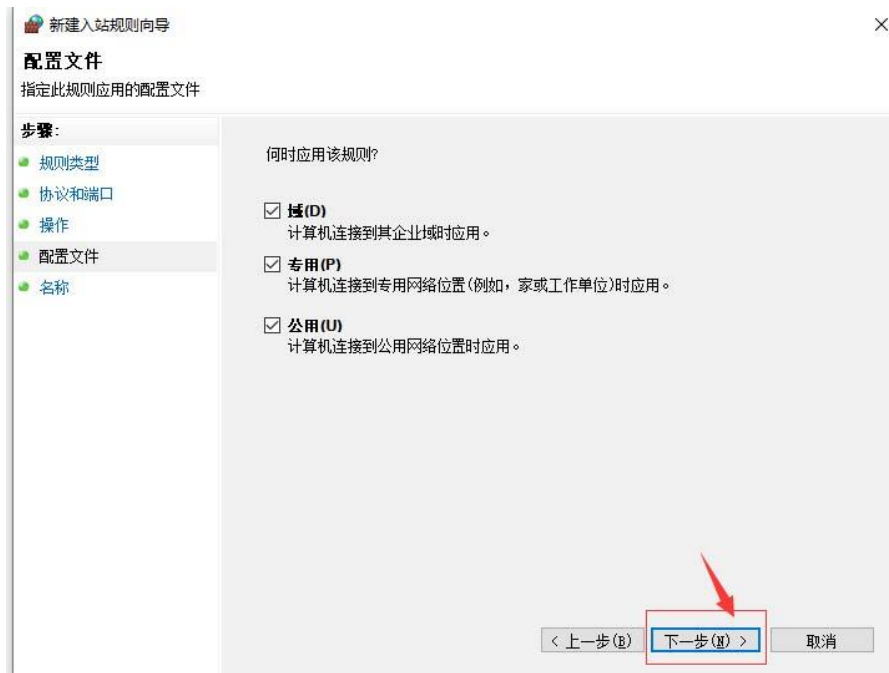 新建入站规则向导
配置文件
指定此规则应用的配置文件
步骤:
规则类型
协议和端口
操作
配置文件
名称
何时应用该规则?
域(D)
计算机连接到其企业域时应用。
专用(P)
计算机连接到专用网络位置(例如，家或工作单位)时应用。
公用(U)
计算机连接到公用网络位置时应用。
< 上一步(B)
下一步(N) >
取消